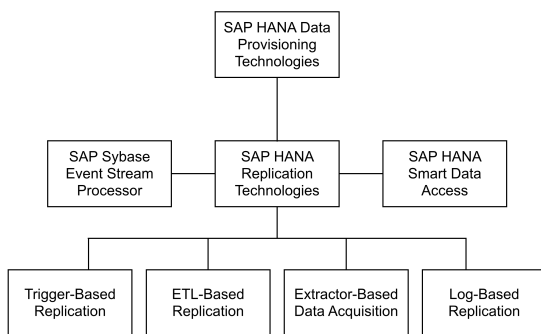 SAP HANA Data
Provisioning
Technologies
SAP Sybase
Event Stream
Processor
SAP HANA
Replication
Technologies
SAP HANA
Smart Data
Access
Trigger-Based
Replication
ETL-Based
Replication
Extractor-Based
Data Acquisition
Log-Based
Replication